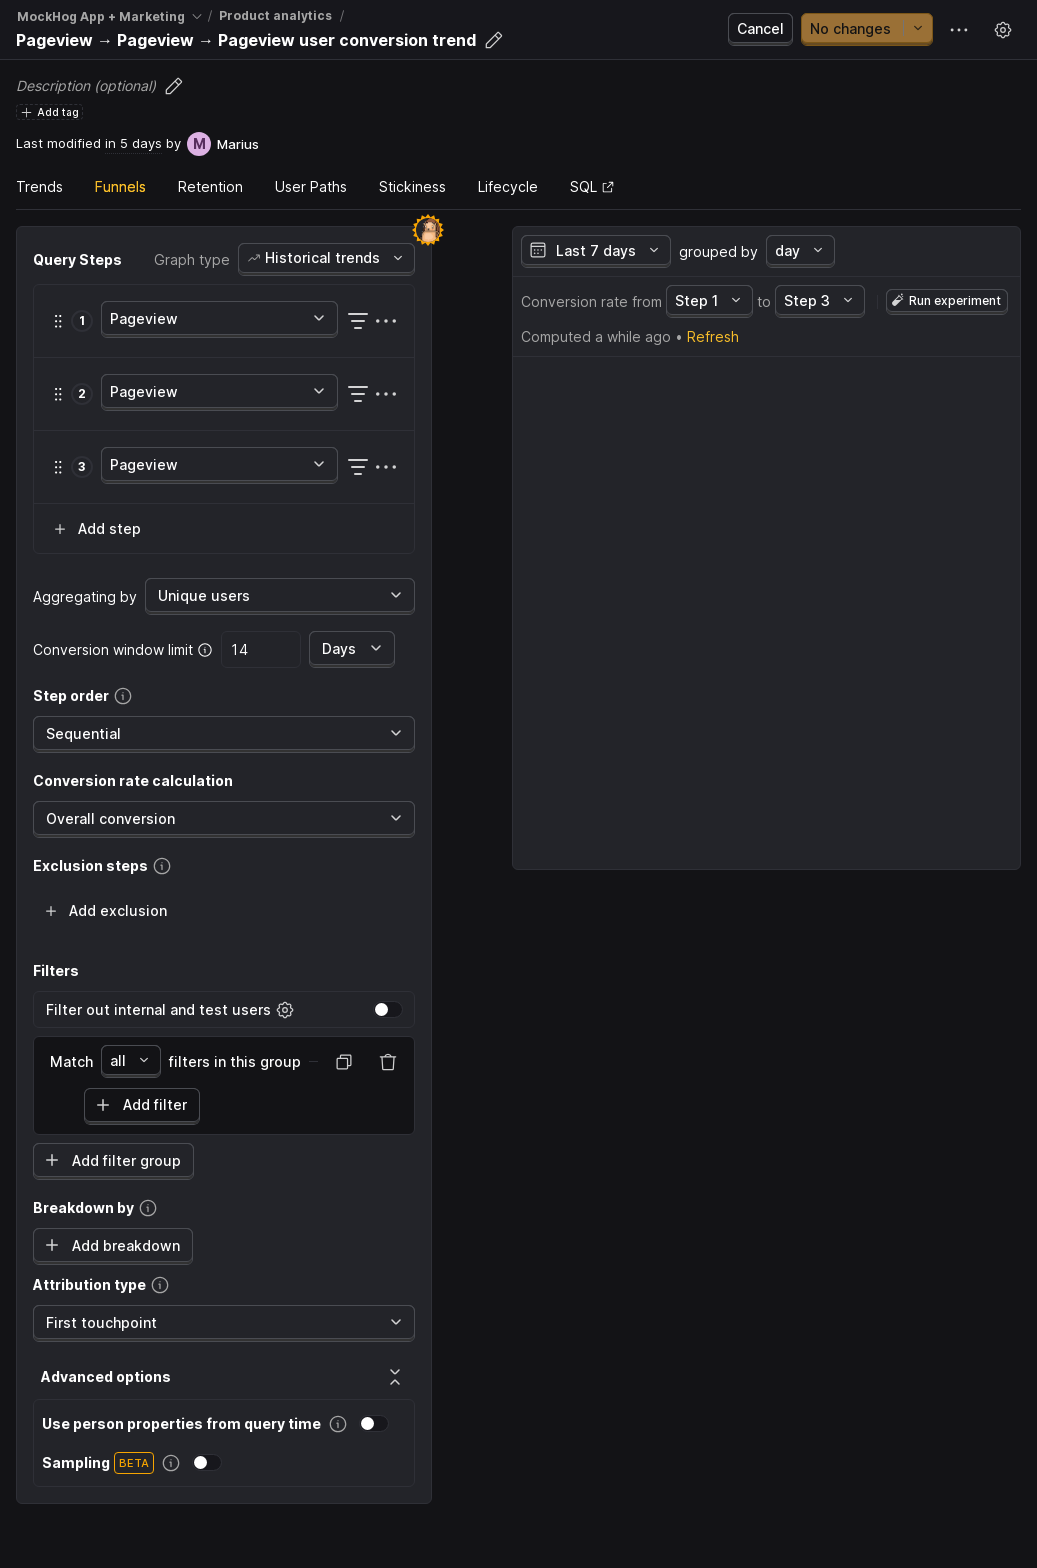 MockHog App + Marketing / Product analytics /
Pageview → Pageview → Pageview user conversion trend
Cancel
No changes
Description (optional)
Add tag
Last modified in 5 days by M Marius
Trends Funnels Retention User Paths Stickiness Lifecycle SQL
Query Steps Graph type Historical trends
1 Pageview
2 Pageview
3 Pageview
Add step
Aggregating by Unique users
Conversion window limit 14 Days
Step order
Sequential
Conversion rate calculation
Overall conversion
Exclusion steps
Add exclusion
Filters
Filter out internal and test users
Match all filters in this group
Add filter
Add filter group
Breakdown by
Add breakdown
Attribution type
First touchpoint
Advanced options
Use person properties from query time
Sampling BETA
Last 7 days grouped by day
Conversion rate from Step 1 to Step 3 Run experiment
Computed a while ago • Refresh